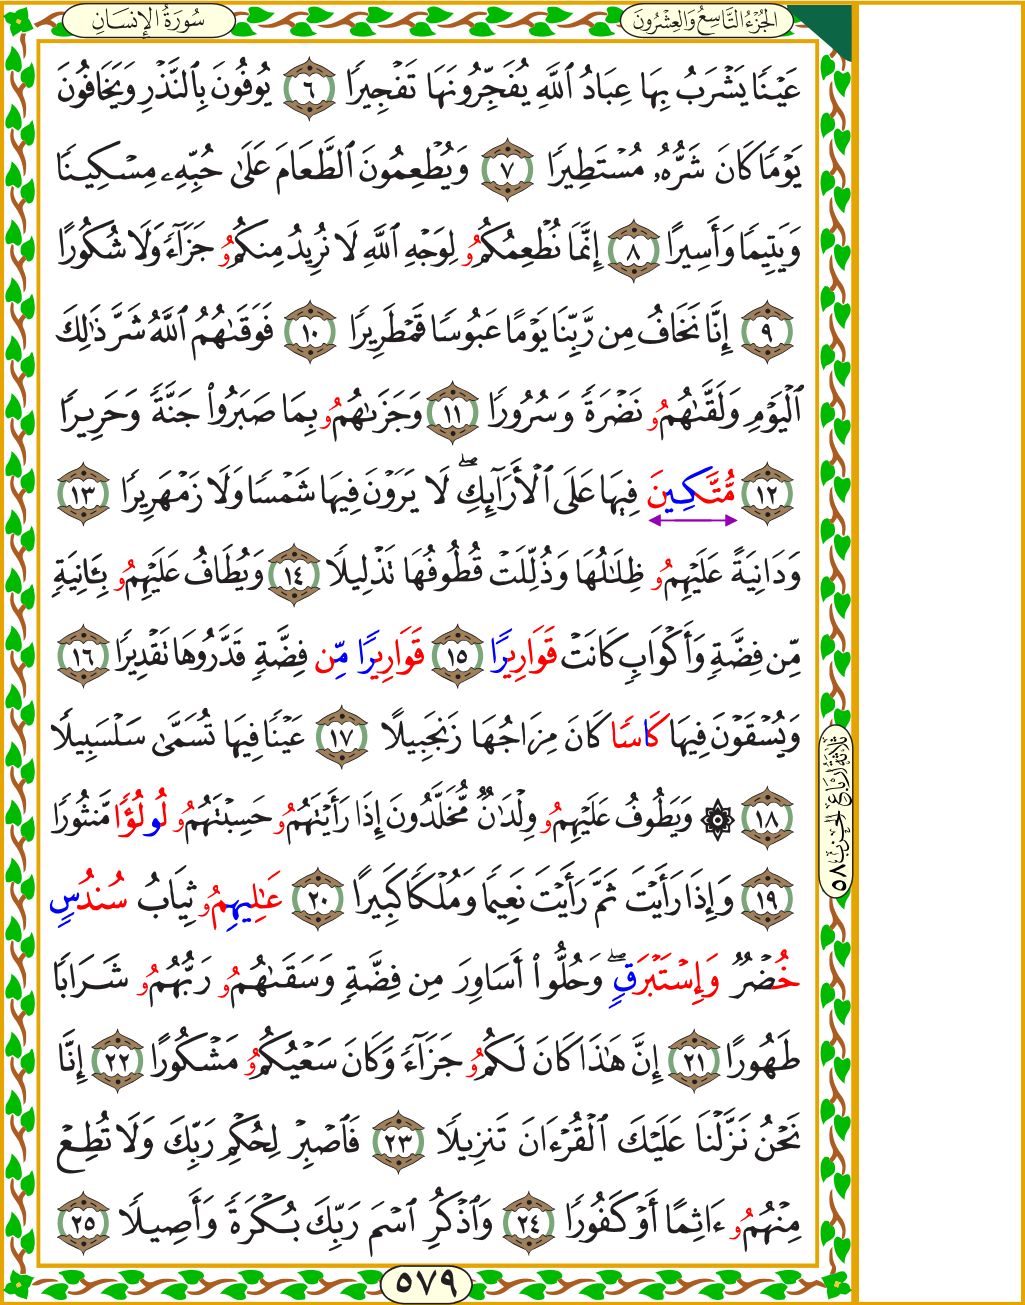 سُورَةُ الإِنسَان
الجُزْءُ التَّاسِعُ وَالعِشْرُونَ
عَيْنٗا يَشْرَبُ بِهَا عِبَادُ ٱللَّهِ يُفَجِّرُونَهَا تَفْجِيرٗا ٦ يُوفُونَ بِٱلنَّذْرِ وَيَخَافُونَ
يَوْمٗا كَانَ شَرُّهُۥ مُسْتَطِيرٗا ٧ وَيُطْعِمُونَ ٱلطَّعَامَ عَلَىٰ حُبِّهِۦ مِسْكِينٗا
وَيَتِيمٗا وَأَسِيرًا ٨ إِنَّمَا نُطْعِمُكُمُۥ لِوَجْهِ ٱللَّهِ لَا نُرِيدُ مِنكُمُۥ جَزَآءٗ وَلَا شُكُورًا
٩ إِنَّا نَخَافُ مِن رَّبِّنَا يَوْمًا عَبُوسٗا قَمْطَرِيرٗا ١٠ فَوَقَىٰهُمُ ٱللَّهُ شَرَّ ذَٰلِكَ
ٱلْيَوْمِ وَلَقَّىٰهُمُۥ نَضْرَةٗ وَسُرُورٗا ١١ وَجَزَىٰهُمُۥ بِمَا صَبَرُوا۟ جَنَّةٗ وَحَرِيرٗا
١٢ مُّتَّكِينَ فِيهَا عَلَى ٱلْأَرَآئِكِۖ لَا يَرَوْنَ فِيهَا شَمْسٗا وَلَا زَمْهَرِيرٗا ١٣
وَدَانِيَةً عَلَيْهِمُۥ ظِلَٰلُهَا وَذُلِّلَتْ قُطُوفُهَا تَذْلِيلٗا ١٤ وَيُطَافُ عَلَيْهِمُۥ بِـَٔانِيَةٖ
مِّن فِضَّةٖ وَأَكْوَابٖ كَانَتْ قَوَارِيرًا ١٥ قَوَارِيرًا مِّن فِضَّةٖ قَدَّرُوهَا تَقْدِيرٗا ١٦
وَيُسْقَوْنَ فِيهَا كَاسٗا كَانَ مِزَاجُهَا زَنجَبِيلًا ١٧ عَيْنٗا فِيهَا تُسَمَّىٰ سَلْسَبِيلٗا
١٨ ۞ وَيَطُوفُ عَلَيْهِمُۥ وِلْدَٰنٞ مُّخَلَّدُونَ إِذَا رَأَيْتَهُمُۥ حَسِبْتَهُمُۥ لُولُؤٗا مَّنثُورٗا
١٩ وَإِذَا رَأَيْتَ ثَمَّ رَأَيْتَ نَعِيمٗا وَمُلْكٗا كَبِيرًا ٢٠ عَٰلِيهِمُۥ ثِيَابُ سُندُسٍ
خُضْرٞ وَإِسْتَبْرَقٖۖ وَحُلُّوٓا۟ أَسَاوِرَ مِن فِضَّةٖ وَسَقَىٰهُمُۥ رَبُّهُمُۥ شَرَابٗا
طَهُورًا ٢١ إِنَّ هَٰذَا كَانَ لَكُمُۥ جَزَآءٗ وَكَانَ سَعْيُكُمُۥ مَشْكُورًا ٢٢ إِنَّا
نَحْنُ نَزَّلْنَا عَلَيْكَ ٱلْقُرْءَانَ تَنزِيلٗا ٢٣ فَٱصْبِرْ لِحُكْمِ رَبِّكَ وَلَا تُطِعْ
مِنْهُمُۥ ءَاثِمًا أَوْ كَفُورٗا ٢٤ وَٱذْكُرِ ٱسْمَ رَبِّكَ بُكْرَةٗ وَأَصِيلٗا ٢٥
ثلاثة أرباع الحزب ٥٨
٥٧٩